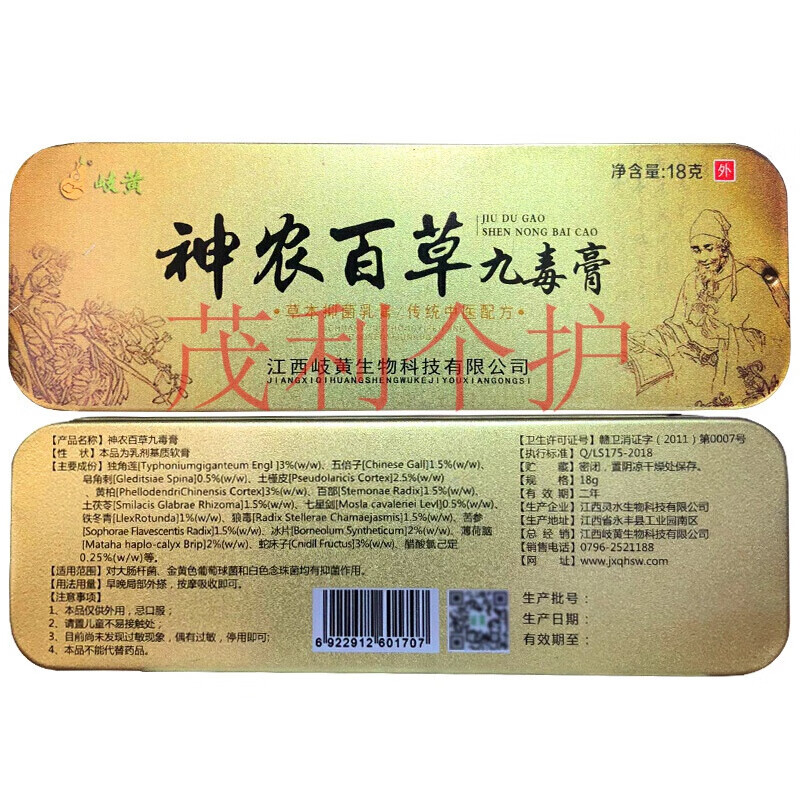 岐黄
净含量:18克 外
神农百草九毒膏
JIU DU GAO
SHEN NONG BAI CAO
·草本抑菌乳膏/传统中医配方·
茂利个护
江西岐黄生物科技有限公司
JIANGXIQIHUANGSHENGWUKEJIYOUXIANGONGSI
【产品名称】神农百草九毒膏
【性 状】本品为乳剂基质软膏
【主要成份】独角莲[Typhoniumgiganteum Engl ]3%(w/w)、五倍子[Chinese Gall]1.5%(w/w)、
皂角刺[Gleditsiae Spina]0.5%(w/w)、土槿皮[Pseudolaricis Cortex]2.5%(w/w)、
黄柏[PhellodendriChinensis Cortex]3%(w/w)、百部[Stemonae Radix]1.5%(w/w)、
土茯苓[Smilacis Glabrae Rhizoma]1.5%(w/w)、七星剑[Mosla cavaleriei Levl]0.5%(w/w)、
铁冬青[LlexRotunda]1%(w/w)、狼毒[Radix Stellerae Chamaejasmis]1.5%(w/w)、苦参
[Sophorae Flavescentis Radix]1.5%(w/w)、冰片[Borneolum Syntheticum]2%(w/w)、薄荷脑
[Mataha haplo-calyx Brip]2%(w/w)、蛇床子[Cnidil Fructus]3%(w/w)、醋酸氯己定
0.25%(w/w)等。
【适用范围】对大肠杆菌、金黄色葡萄球菌和白色念珠菌均有抑菌作用。
【用法用量】早晚局部外搽，按摩吸收即可。
【注意事项】
1、本品仅供外用，忌口服；
2、请置儿童不易接触处；
3、目前尚未发现过敏现象，偶有过敏，停用即可；
4、本品不能代替药品。
6 922912 601707
【卫生许可证号】赣卫消证字（2011）第0007号
【执行标准】Q/LS175-2018
【贮 藏】密闭，置阴凉干燥处保存。
【规 格】18g
【有 效 期】二年
【生产企业】江西灵水生物科技有限公司
【生产地址】江西省永丰县工业园南区
【总 经 销】江西岐黄生物科技有限公司
【销售电话】0796-2521188
【网 址】www.jxqhsw.com
生产批号：
生产日期：
有效期至：